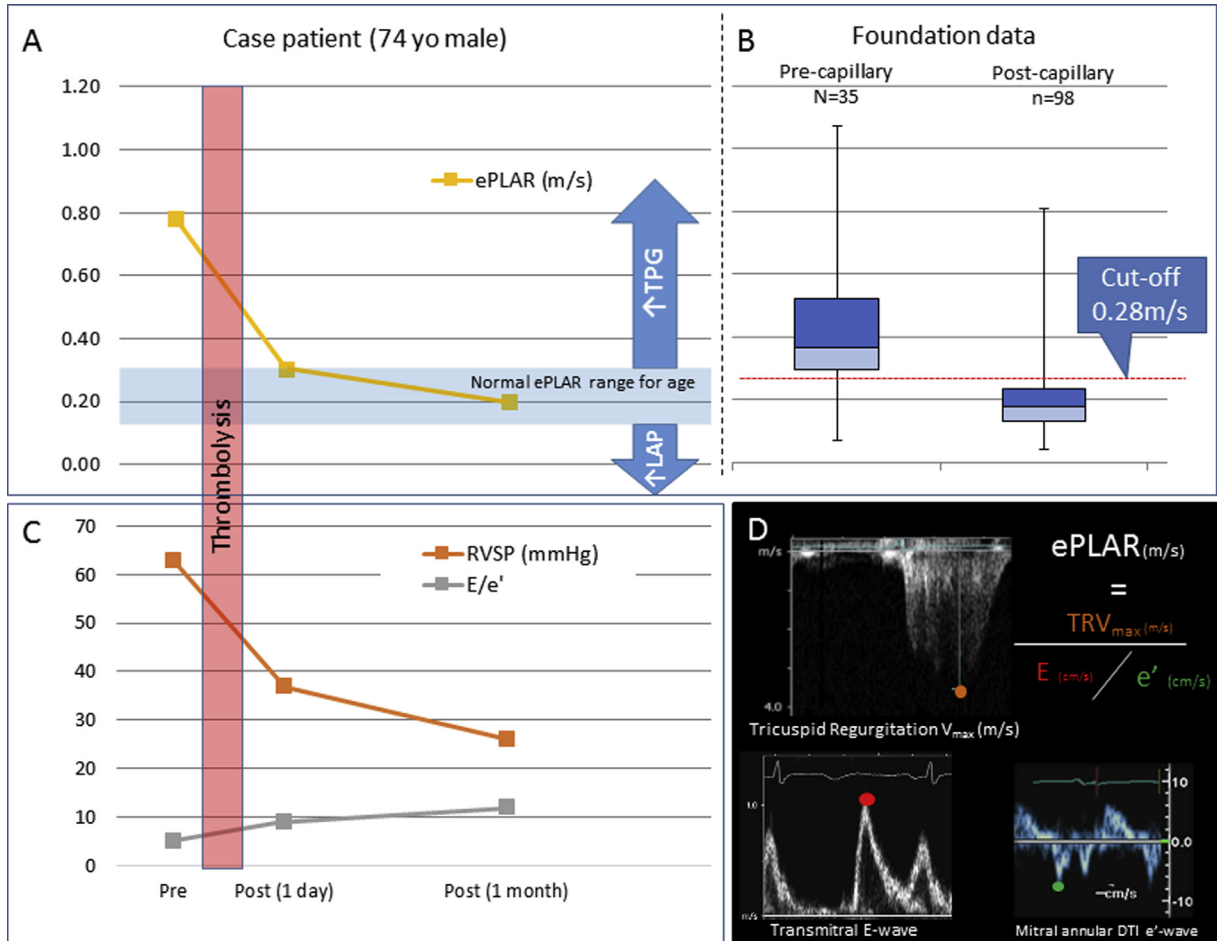 A
Case patient (74 yo male)
1.20
1.00
0.80
0.60
0.40
0.20
0.00
ePLAR (m/s)
↑TPG
Normal ePLAR range for age
↑LAP
Thrombolysis
B
Foundation data
Pre-capillary
N=35
Post-capillary
n=98
Cut-off
0.28m/s
C
70
60
50
40
30
20
10
0
RVSP (mmHg)
E/e'
Pre
Post (1 day)
Post (1 month)
D
m/s
4.0
Tricuspid Regurgitation Vmax (m/s)
ePLAR(m/s)
=
TRVmax (m/s)
E (cm/s) / e' (cm/s)
1.0
m/s
Transmitral E-wave
10
0.0
-10
cm/s
Mitral annular DTI e'-wave